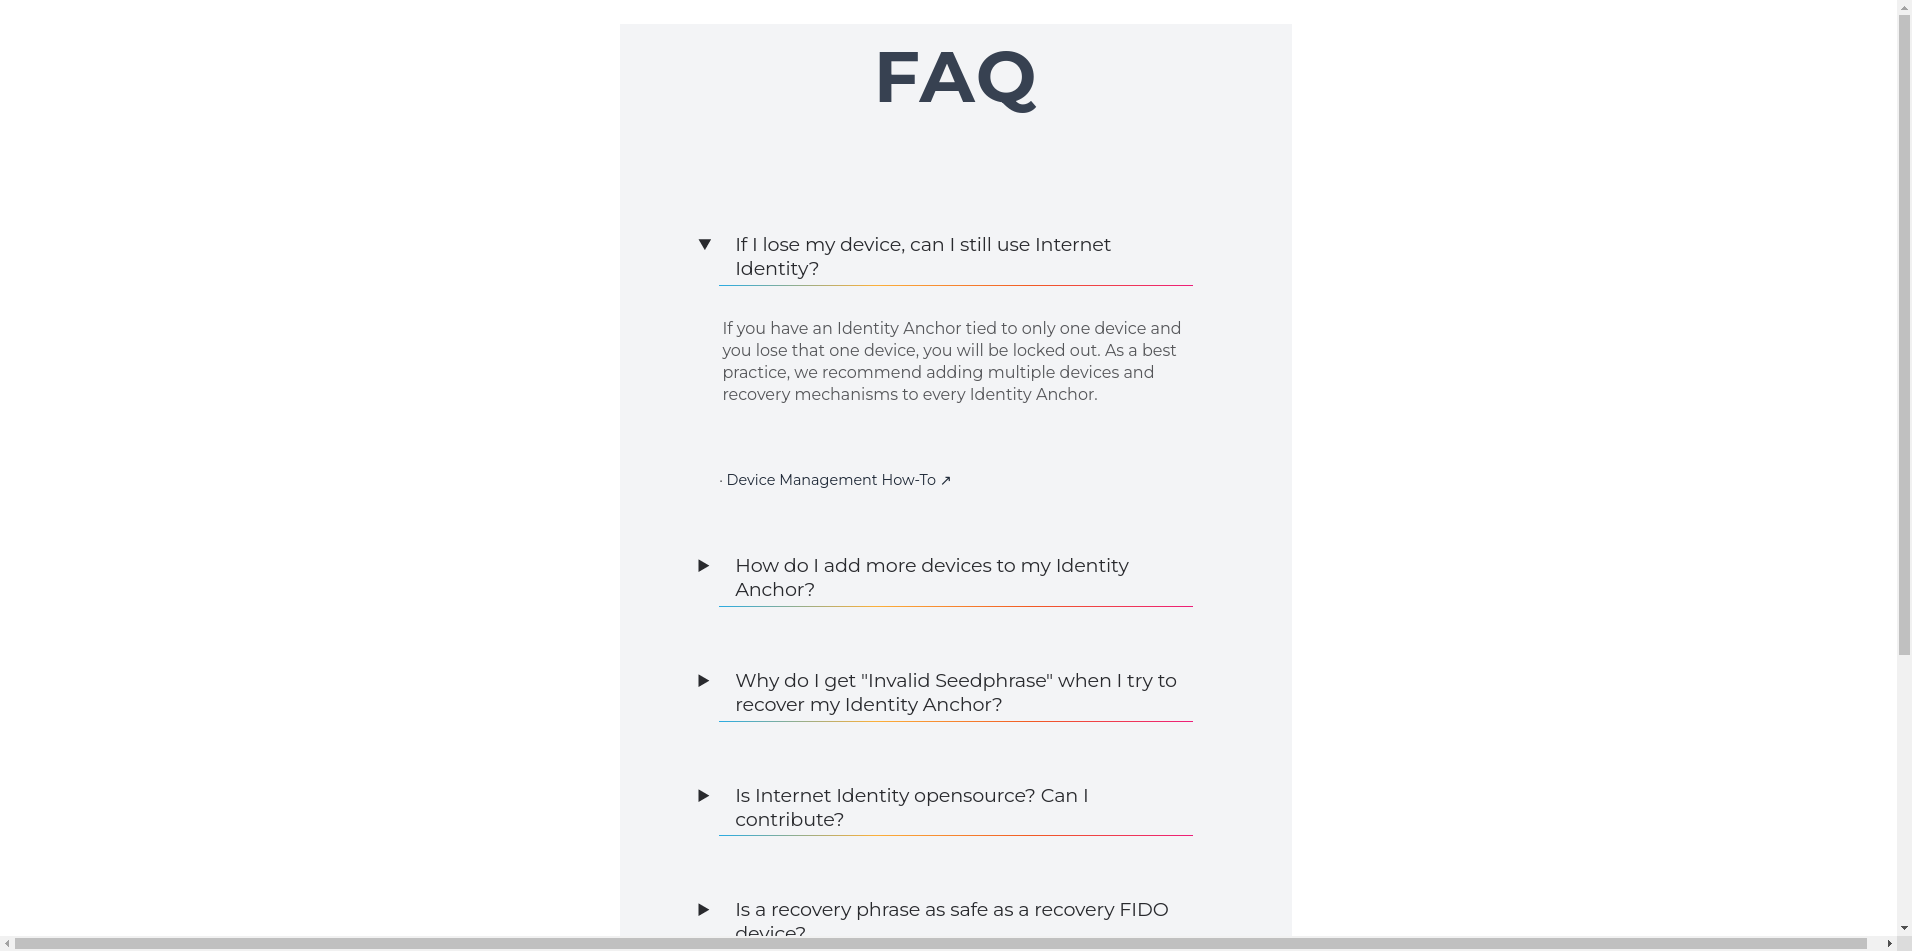 FAQ
If I lose my device, can I still use Internet
Identity?
If you have an Identity Anchor tied to only one device and
you lose that one device, you will be locked out. As a best
practice, we recommend adding multiple devices and
recovery mechanisms to every Identity Anchor.
· Device Management How-To ↗
How do I add more devices to my Identity
Anchor?
Why do I get "Invalid Seedphrase" when I try to
recover my Identity Anchor?
Is Internet Identity opensource? Can I
contribute?
Is a recovery phrase as safe as a recovery FIDO
device?